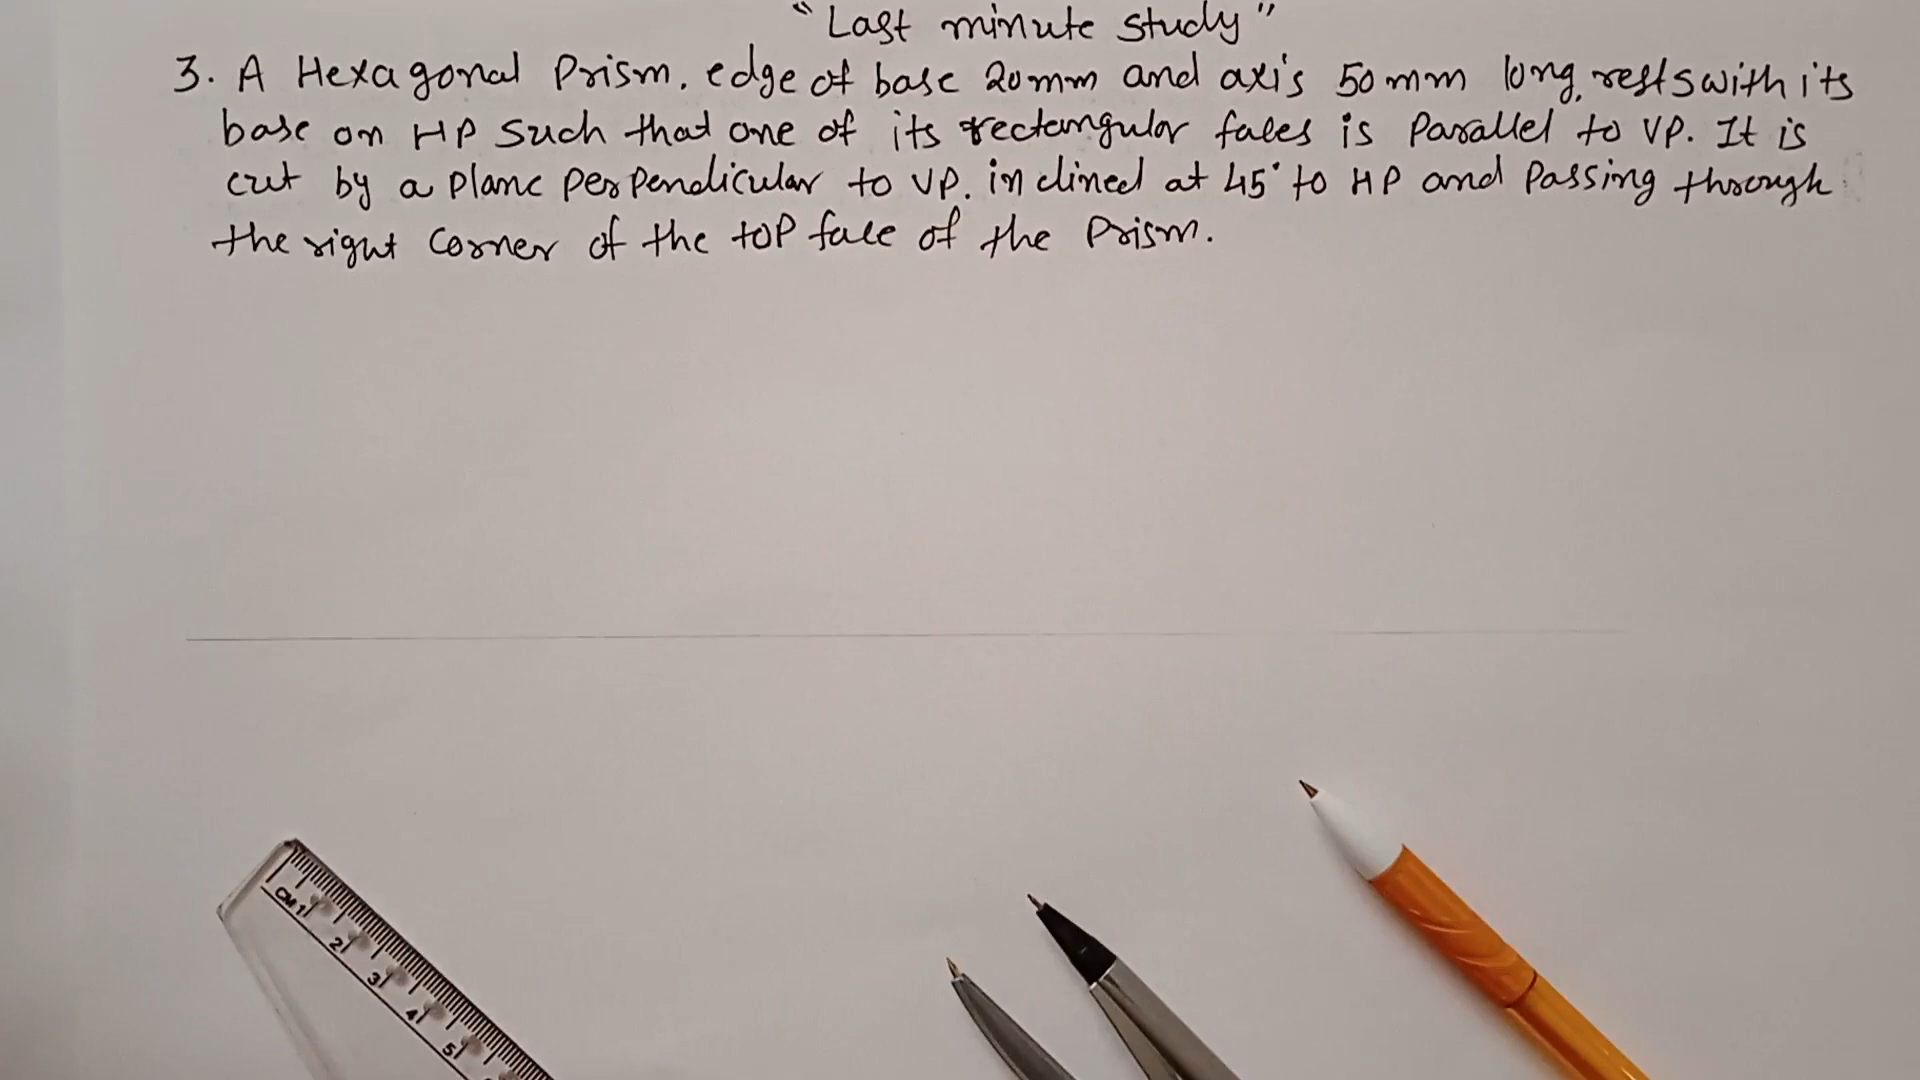 "Last minute study"
3. A Hexagonal Prism, edge of base 20mm and axis 50mm long, rests with its
base on HP such that one of its rectangular faces is parallel to VP. It is
cut by a plane perpendicular to VP, inclined at 45° to HP and passing through
the right corner of the top face of the Prism.
CM 1 2 3 4 5